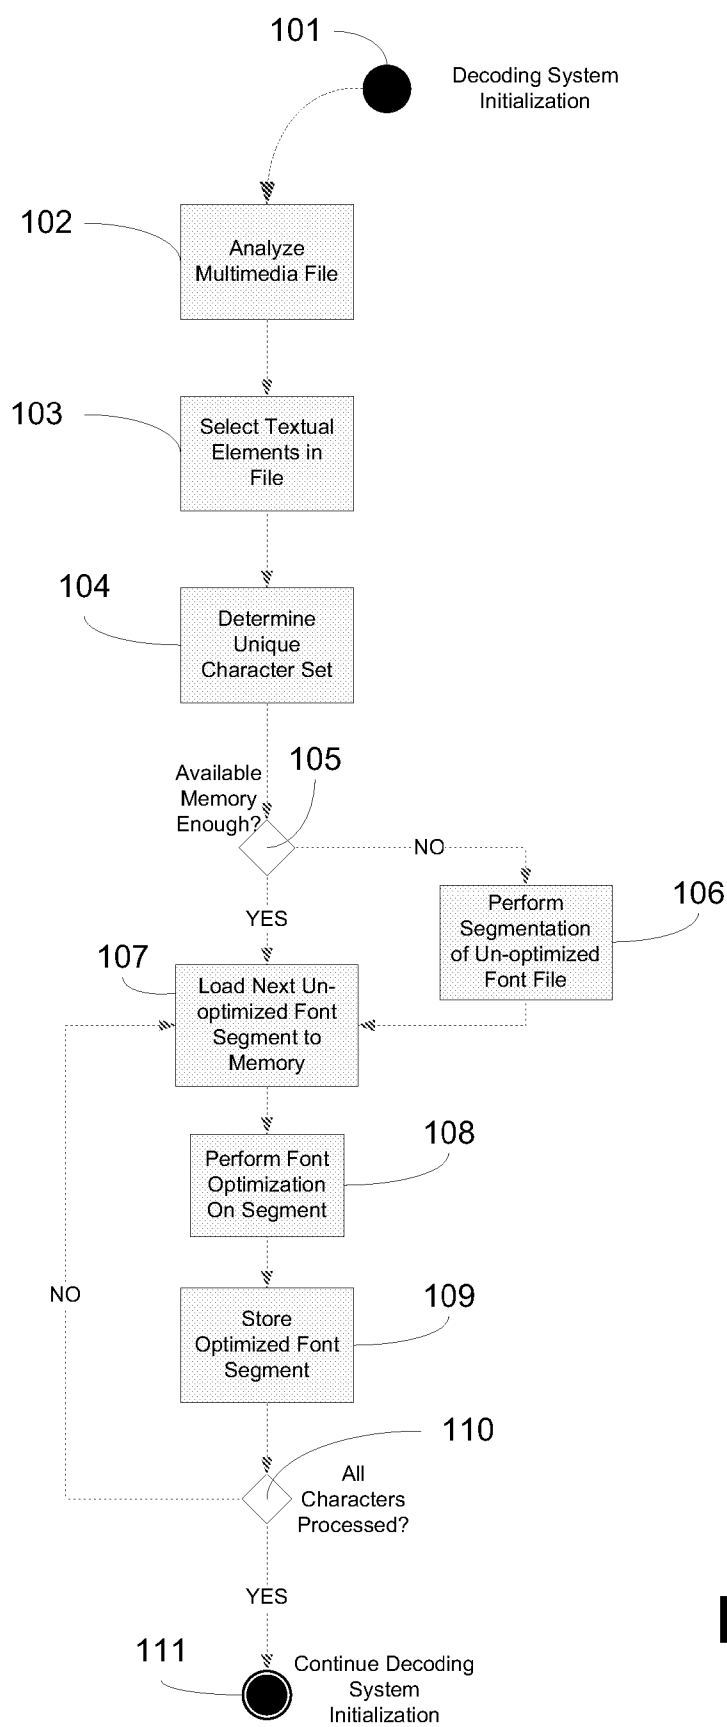 101
Decoding System
Initialization
102
Analyze
Multimedia File
103
Select Textual
Elements in
File
104
Determine
Unique
Character Set
105
Available
Memory
Enough?
NO
YES
106
Perform
Segmentation
of Un-optimized
Font File
107
Load Next Un-
optimized Font
Segment to
Memory
108
Perform Font
Optimization
On Segment
NO
109
Store
Optimized Font
Segment
110
All
Characters
Processed?
YES
111
Continue Decoding
System
Initialization